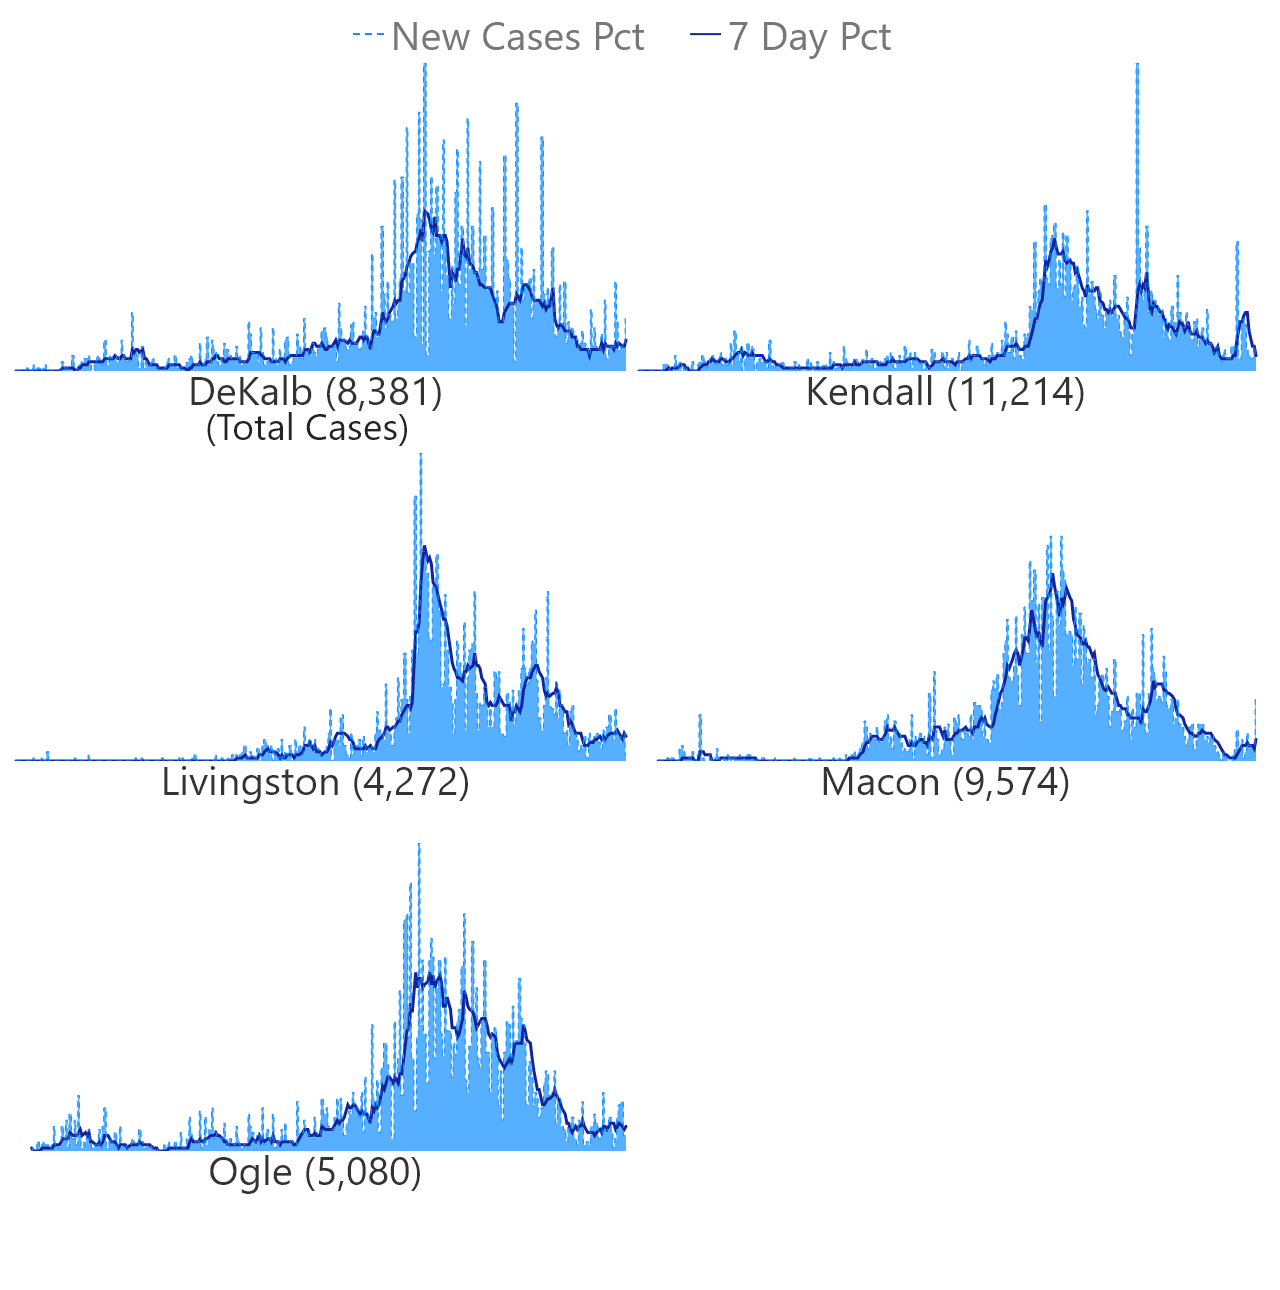 New Cases Pct 7 Day Pct
DeKalb (8,381)
(Total Cases)
Kendall (11,214)
Livingston (4,272)
Macon (9,574)
Ogle (5,080)